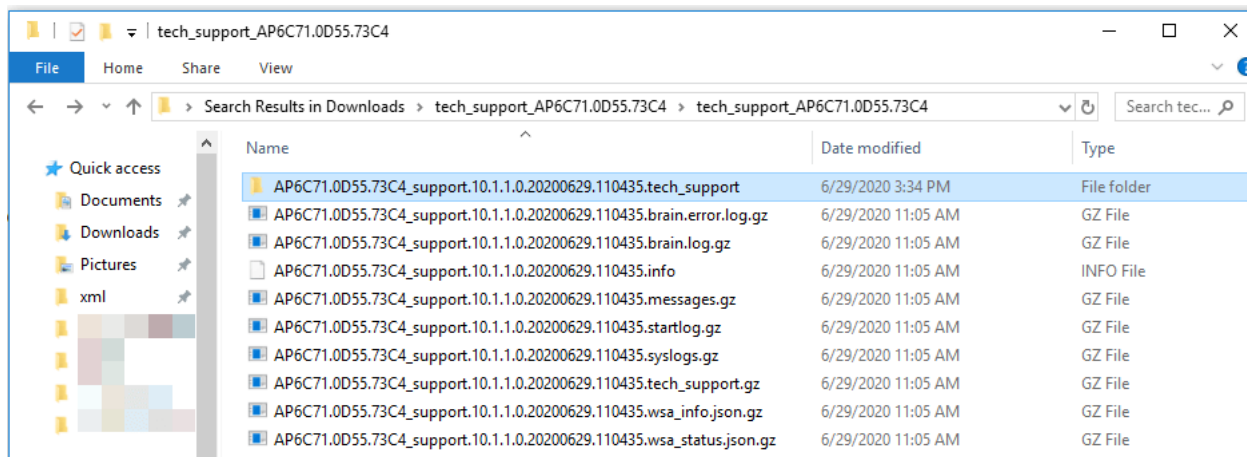 tech_support_AP6C71.0D55.73C4
File Home Share View
Search Results in Downloads > tech_support_AP6C71.0D55.73C4 > tech_support_AP6C71.0D55.73C4 Search tec...
Name Date modified Type
Quick access
Documents
Downloads
Pictures
xml
AP6C71.0D55.73C4_support.10.1.1.0.20200629.110435.tech_support 6/29/2020 3:34 PM File folder
AP6C71.0D55.73C4_support.10.1.1.0.20200629.110435.brain.error.log.gz 6/29/2020 11:05 AM GZ File
AP6C71.0D55.73C4_support.10.1.1.0.20200629.110435.brain.log.gz 6/29/2020 11:05 AM GZ File
AP6C71.0D55.73C4_support.10.1.1.0.20200629.110435.info 6/29/2020 11:05 AM INFO File
AP6C71.0D55.73C4_support.10.1.1.0.20200629.110435.messages.gz 6/29/2020 11:05 AM GZ File
AP6C71.0D55.73C4_support.10.1.1.0.20200629.110435.startlog.gz 6/29/2020 11:05 AM GZ File
AP6C71.0D55.73C4_support.10.1.1.0.20200629.110435.syslogs.gz 6/29/2020 11:05 AM GZ File
AP6C71.0D55.73C4_support.10.1.1.0.20200629.110435.tech_support.gz 6/29/2020 11:05 AM GZ File
AP6C71.0D55.73C4_support.10.1.1.0.20200629.110435.wsa_info.json.gz 6/29/2020 11:05 AM GZ File
AP6C71.0D55.73C4_support.10.1.1.0.20200629.110435.wsa_status.json.gz 6/29/2020 11:05 AM GZ File